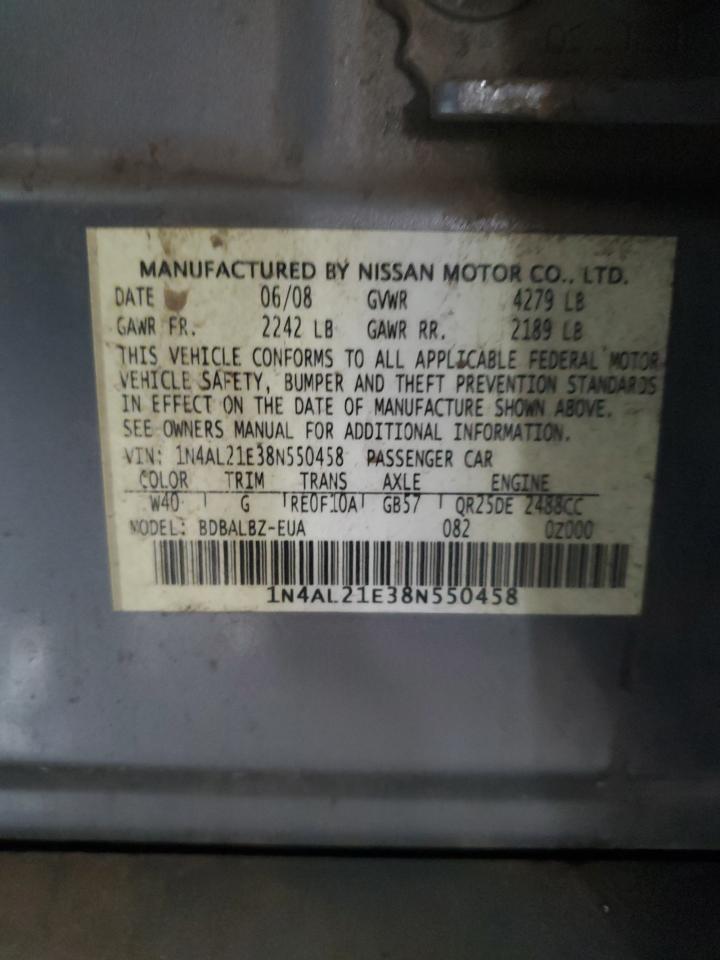 MANUFACTURED BY NISSAN MOTOR CO., LTD.
DATE 06/08 GVWR 4279 LB
GAWR FR. 2242 LB GAWR RR. 2189 LB
THIS VEHICLE CONFORMS TO ALL APPLICABLE FEDERAL MOTOR
VEHICLE SAFETY, BUMPER AND THEFT PREVENTION STANDARDS
IN EFFECT ON THE DATE OF MANUFACTURE SHOWN ABOVE.
SEE OWNERS MANUAL FOR ADDITIONAL INFORMATION.
VIN: 1N4AL21E38N550458 PASSENGER CAR
COLOR TRIM TRANS AXLE ENGINE
W40 G RE0F10A GB57 QR25DE 2488CC
MODEL: BDBALBZ-EUA 082 0Z000
1N4AL21E38N550458